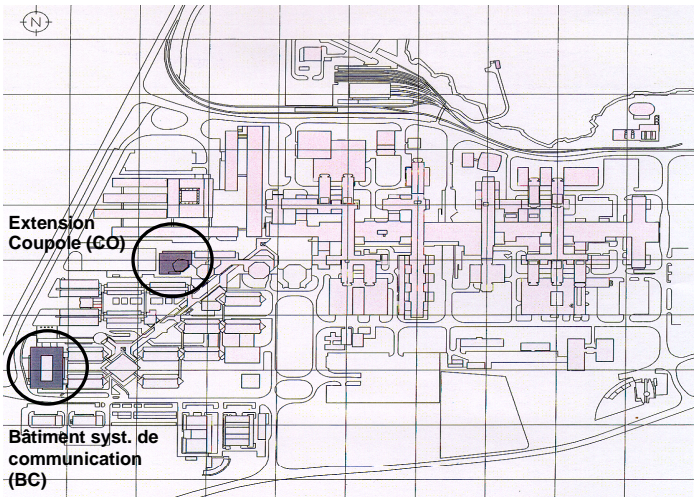 N
Extension
Coupole (CO)
Bâtiment syst. de
communication
(BC)